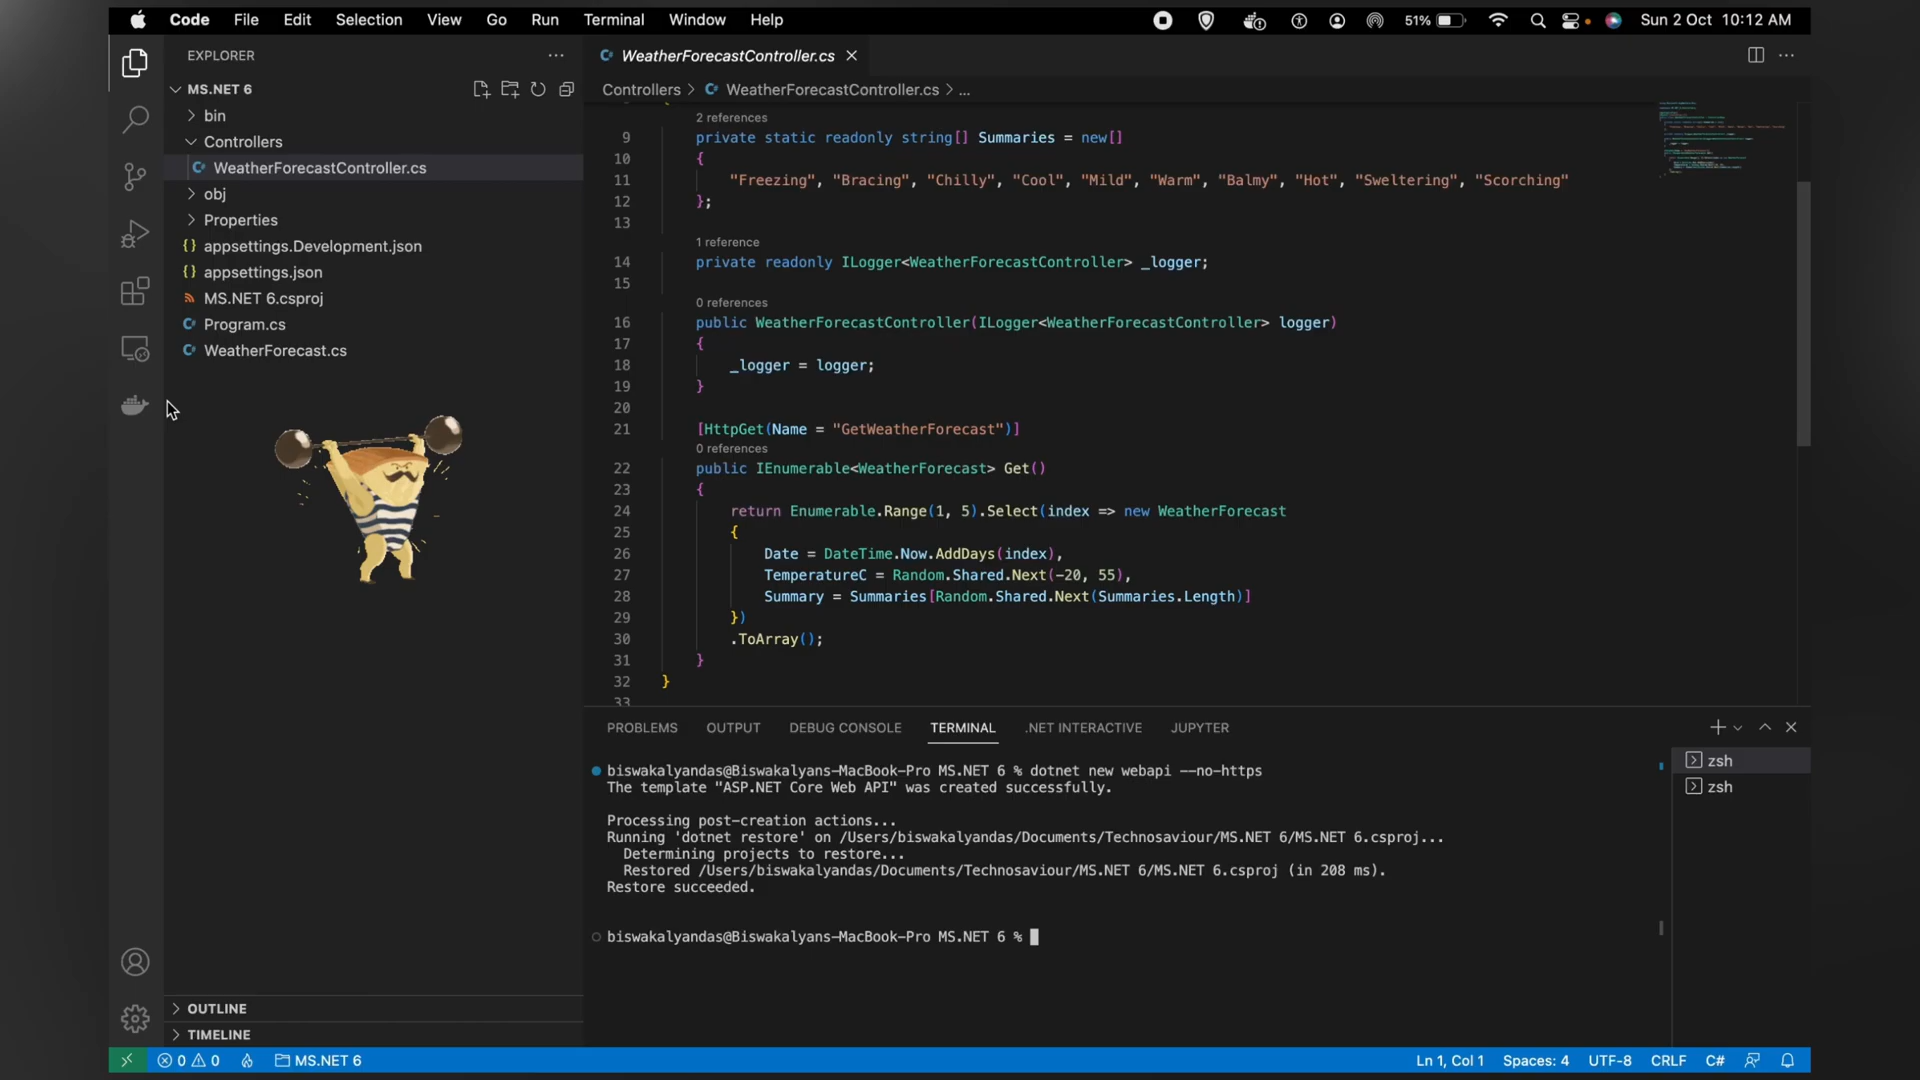 Code File Edit Selection View Go Run Terminal Window Help 51% Sun 2 Oct 10:12 AM
EXPLORER
MS.NET 6
bin
Controllers
WeatherForecastController.cs
obj
Properties
{} appsettings.Development.json
{} appsettings.json
MS.NET 6.csproj
Program.cs
WeatherForecast.cs
OUTLINE
TIMELINE
WeatherForecastController.cs
Controllers > WeatherForecastController.cs > ...
2 references
9 private static readonly string[] Summaries = new[]
10 {
11 "Freezing", "Bracing", "Chilly", "Cool", "Mild", "Warm", "Balmy", "Hot", "Sweltering", "Scorching"
12 };
13
1 reference
14 private readonly ILogger<WeatherForecastController> _logger;
15
0 references
16 public WeatherForecastController(ILogger<WeatherForecastController> logger)
17 {
18 _logger = logger;
19 }
20
21 [HttpGet(Name = "GetWeatherForecast")]
0 references
22 public IEnumerable<WeatherForecast> Get()
23 {
24 return Enumerable.Range(1, 5).Select(index => new WeatherForecast
25 {
26 Date = DateTime.Now.AddDays(index),
27 TemperatureC = Random.Shared.Next(-20, 55),
28 Summary = Summaries[Random.Shared.Next(Summaries.Length)]
29 })
30 .ToArray();
31 }
32 }
33
PROBLEMS OUTPUT DEBUG CONSOLE TERMINAL .NET INTERACTIVE JUPYTER
biswakalyandas@Biswakalyans-MacBook-Pro MS.NET 6 % dotnet new webapi --no-https
The template "ASP.NET Core Web API" was created successfully.
Processing post-creation actions...
Running 'dotnet restore' on /Users/biswakalyandas/Documents/Technosaviour/MS.NET 6/MS.NET 6.csproj...
Determining projects to restore...
Restored /Users/biswakalyandas/Documents/Technosaviour/MS.NET 6/MS.NET 6.csproj (in 208 ms).
Restore succeeded.
biswakalyandas@Biswakalyans-MacBook-Pro MS.NET 6 %
zsh
zsh
0 0 MS.NET 6 Ln 1, Col 1 Spaces: 4 UTF-8 CRLF C#